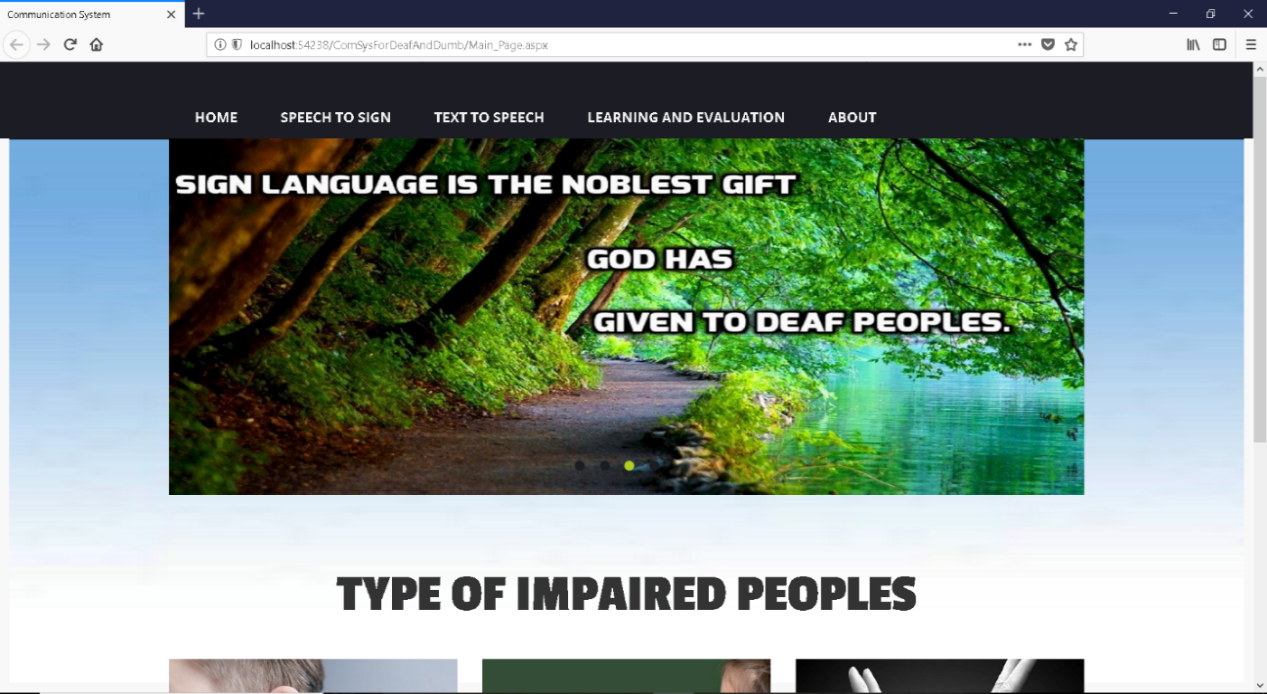 Communication System
localhost:54238/ComSysForDeafAndDumb/Main_Page.aspx
HOME SPEECH TO SIGN TEXT TO SPEECH LEARNING AND EVALUATION ABOUT
SIGN LANGUAGE IS THE NOBLEST GIFT
GOD HAS
GIVEN TO DEAF PEOPLES.
TYPE OF IMPAIRED PEOPLES